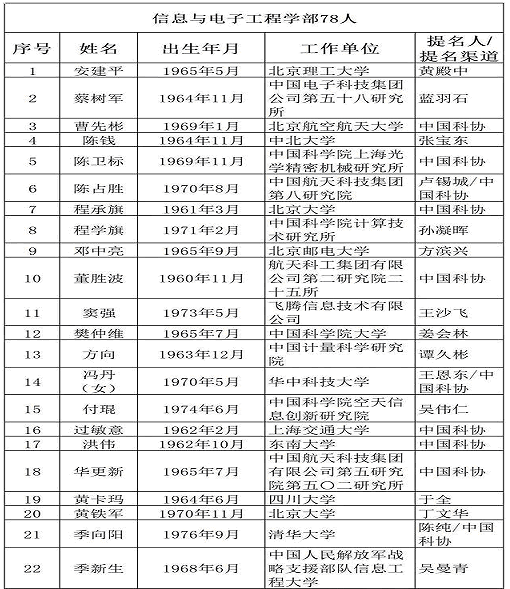 信息与电子工程学部78人
序号 姓名 出生年月 工作单位 提名人/
提名渠道
1 安建平 1965年5月 北京理工大学 黄殿中
2 蔡树军 1964年11月 中国电子科技集团
公司第五十八研究
所 蓝羽石
3 曹先彬 1969年1月 北京航空航天大学 中国科协
4 陈钱 1964年11月 中北大学 张宝东
5 陈卫标 1969年11月 中国科学院上海光
学精密机械研究所 中国科协
6 陈占胜 1970年8月 中国航天科技集团
第八研究院 卢锡城/中
国科协
7 程承旗 1961年3月 北京大学 中国科协
8 程学旗 1971年2月 中国科学院计算技
术研究所 孙凝晖
9 邓中亮 1965年9月 北京邮电大学 方滨兴
10 董胜波 1960年11月 航天科工集团有限
公司第二研究院二
十五所 中国科协
11 窦强 1973年5月 飞腾信息技术有限
公司 王沙飞
12 樊仲维 1965年7月 中国科学院大学 姜会林
13 方向 1963年12月 中国计量科学研究
院 谭久彬
14 冯丹
（女） 1970年5月 华中科技大学 王恩东/中
国科协
15 付琨 1974年6月 中国科学院空天信
息创新研究院 吴伟仁
16 过敏意 1962年2月 上海交通大学 中国科协
17 洪伟 1962年10月 东南大学 中国科协
18 华更新 1965年7月 中国航天科技集团
有限公司第五研究
院第五〇二研究所 中国科协
19 黄卡玛 1964年6月 四川大学 于全
20 黄铁军 1970年11月 北京大学 丁文华
21 季向阳 1976年9月 清华大学 陈纯/中国
科协
22 季新生 1968年6月 中国人民解放军战
略支援部队信息工
程大学 吴曼青